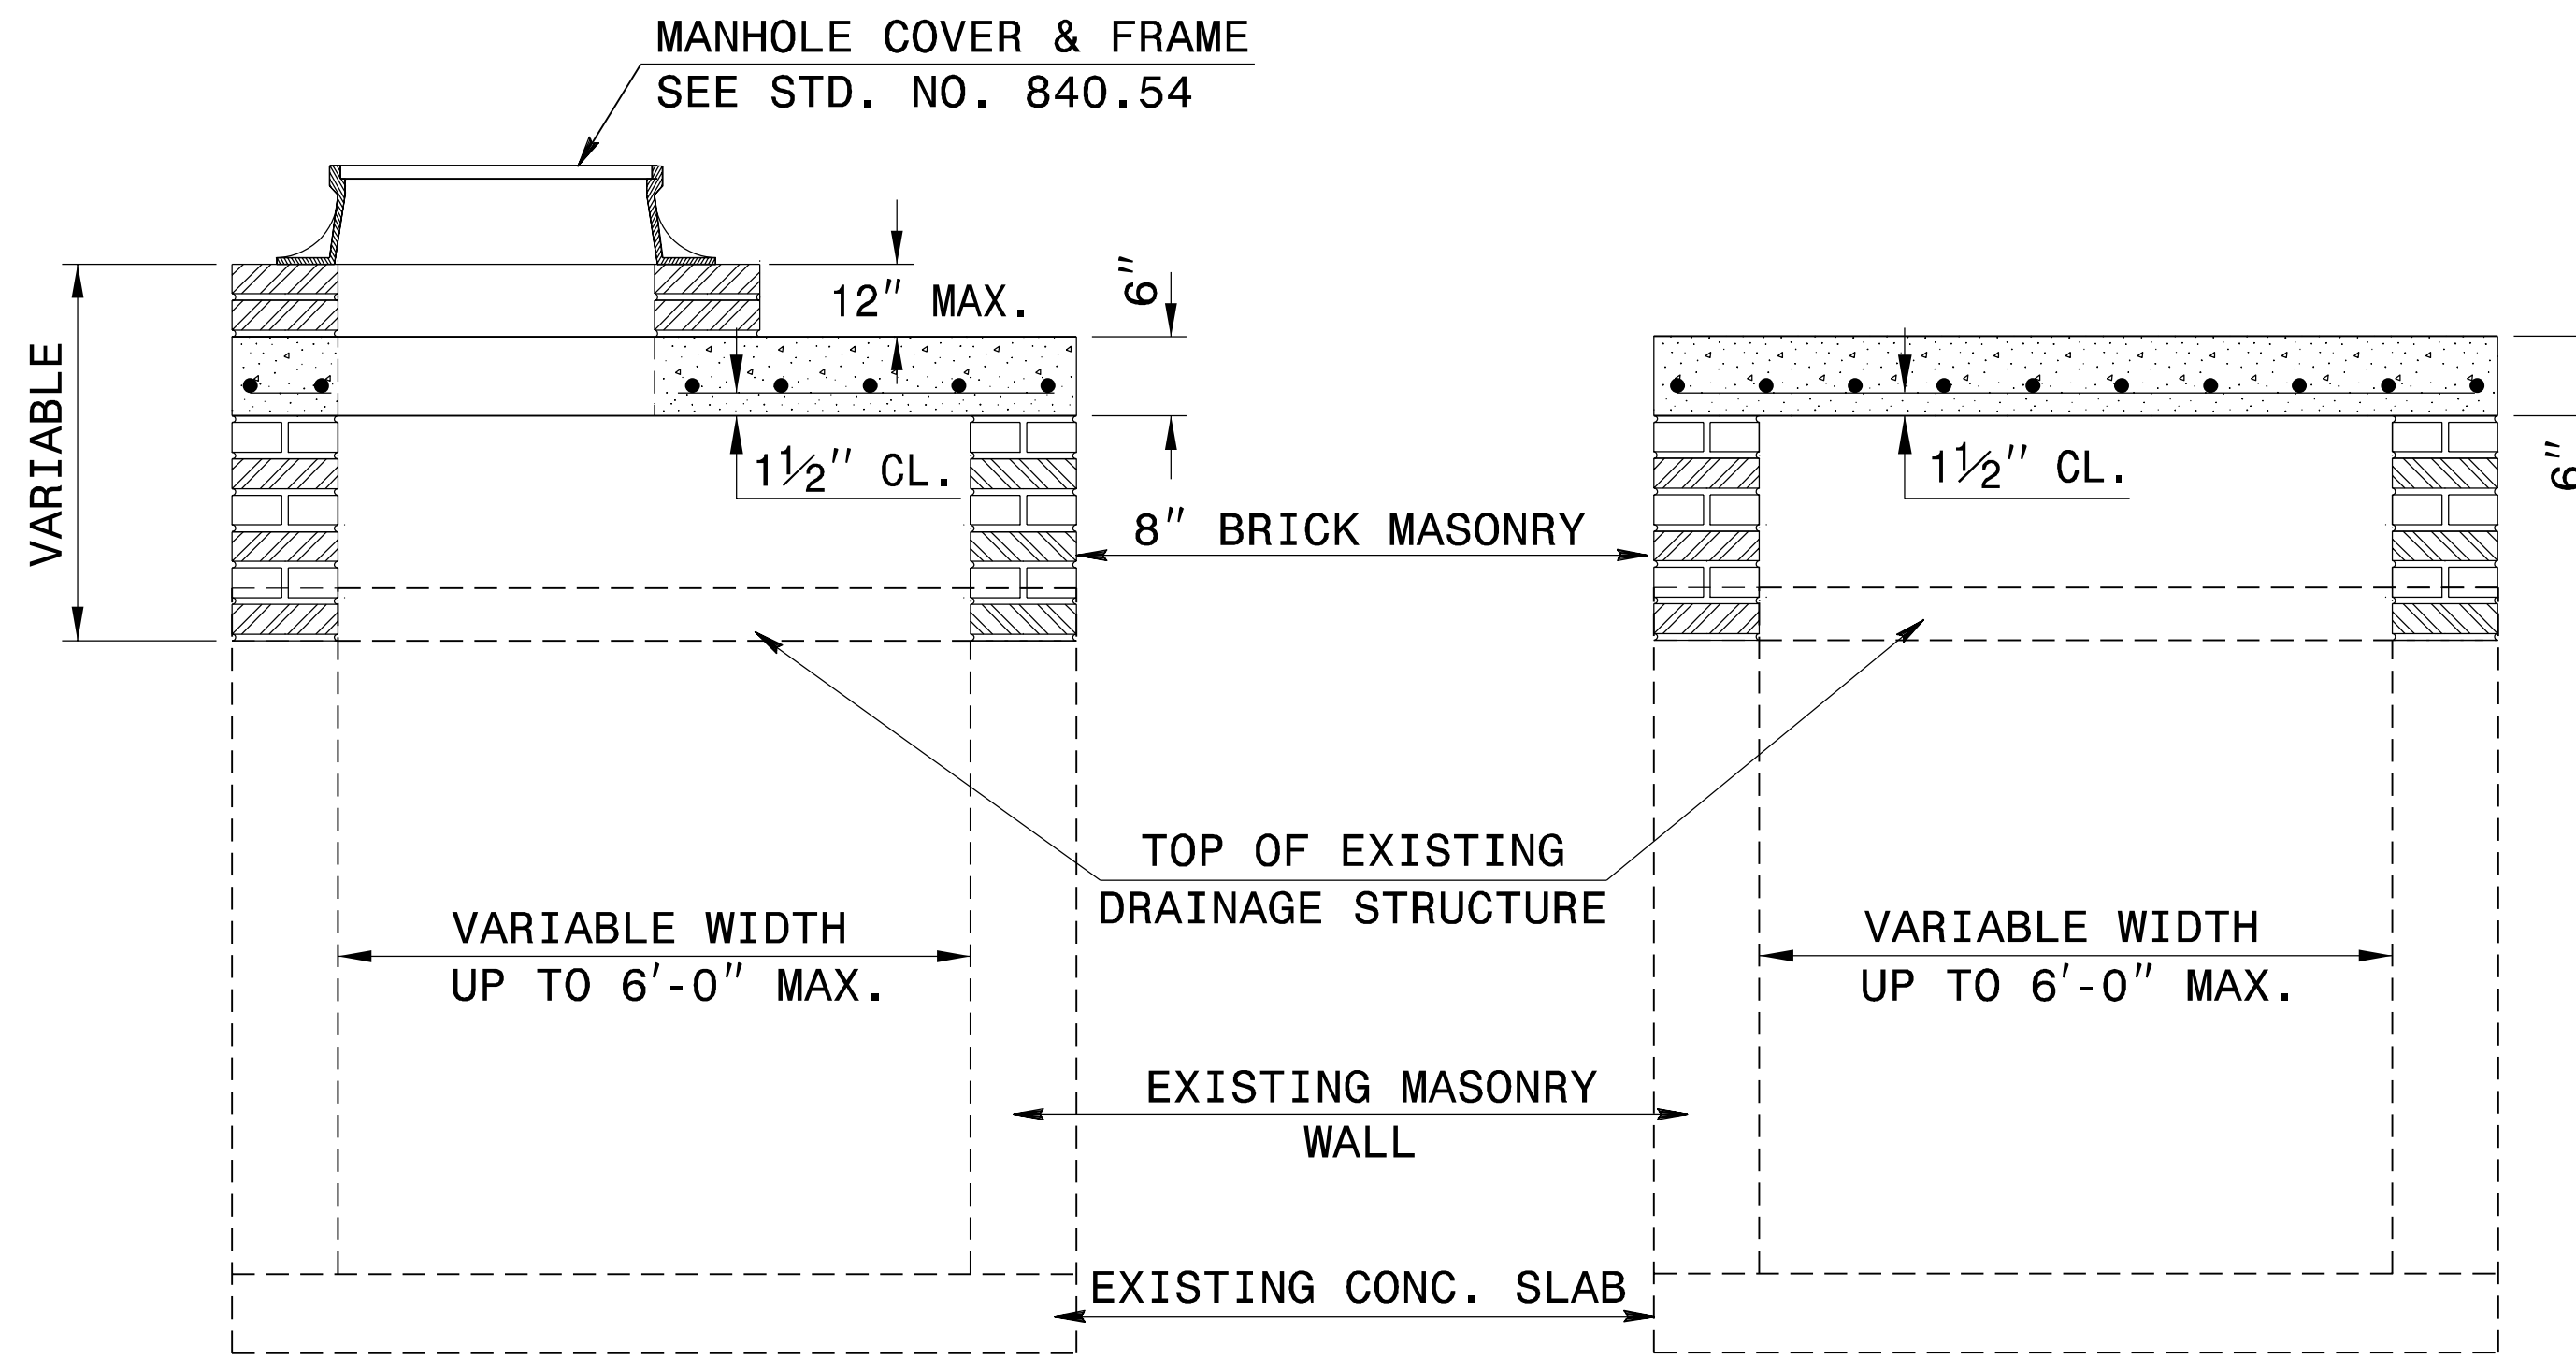 MANHOLE COVER & FRAME
SEE STD. NO. 840.54
12" MAX.
6"
VARIABLE
1½" CL.
1½" CL.
6"
8" BRICK MASONRY
TOP OF EXISTING
DRAINAGE STRUCTURE
VARIABLE WIDTH
UP TO 6'-0" MAX.
VARIABLE WIDTH
UP TO 6'-0" MAX.
EXISTING MASONRY
WALL
EXISTING CONC. SLAB